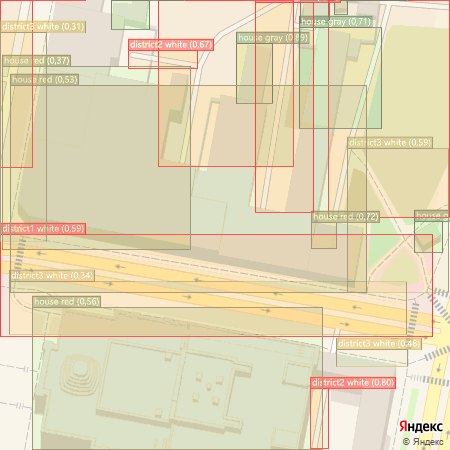 house gray (0,71)
district3 white (0,31)
house gray (0,69)
district2 white (0,67)
house red (0,37)
house red (0,53)
district3 white (0,59)
house red (0,72)
house g
district1 white (0,59)
district3 white (0,34)
house red (0,56)
district3 white (0,48)
district2 white (0,80)
Яндекс
© Яндекс